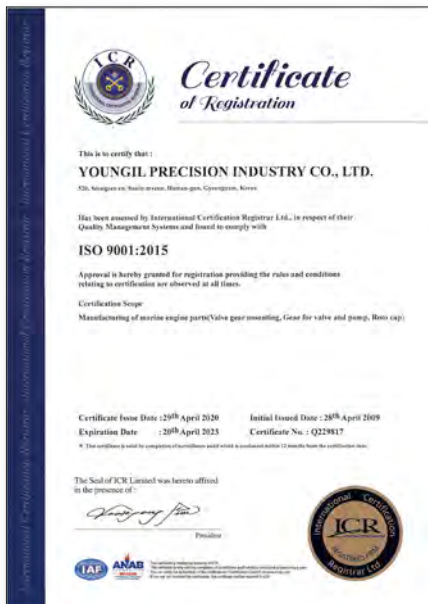 ICR
Certificate
of Registration
This is to certify that :
YOUNGIL PRECISION INDUSTRY CO., LTD.
Has been assessed by International Certification Registrar Ltd., in respect of their
Quality Management Systems and found to comply with
ISO 9001:2015
Approval is hereby granted for registration providing the rules and conditions
relating to certification are observed at all times.
Certification Scope
Manufacturing of marine engine parts(Valve gear mounting, Gear for valve and pump, Roto cap)
Certificate Issue Date :29th April 2020 Initial Issued Date : 28th April 2009
Expiration Date : 28th April 2023 Certificate No. : Q229817
The Seal of ICR Limited was hereto affixed
in the presence of :
President
IAF
ANAB
International Certification
ICR
Registrar Ltd